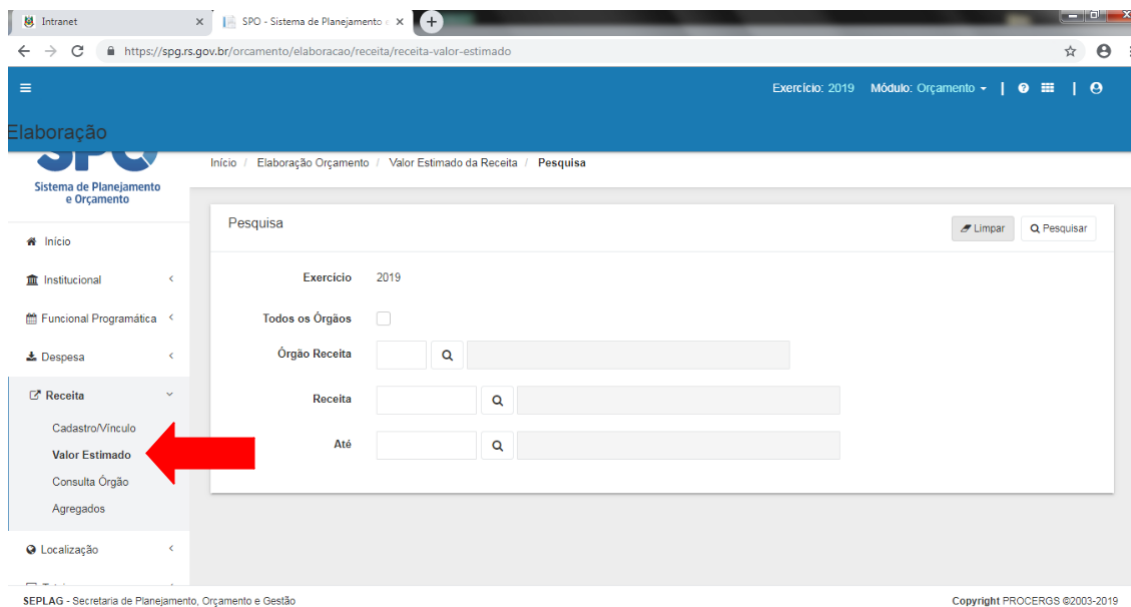 Intranet
SPO - Sistema de Planejamento
https://spg.rs.gov.br/orcamento/elaboracao/receita/receita-valor-estimado
Exercício: 2019 Módulo: Orçamento
Elaboração
SPO
Sistema de Planejamento
e Orçamento
Início / Elaboração Orçamento / Valor Estimado da Receita / Pesquisa
Início
Institucional
Funcional Programática
Despesa
Receita
Cadastro/Vínculo
Valor Estimado
Consulta Órgão
Agregados
Localização
Pesquisa
Limpar
Pesquisar
Exercício 2019
Todos os Órgãos
Órgão Receita
Receita
Até
SEPLAG - Secretaria de Planejamento, Orçamento e Gestão
Copyright PROCERGS ©2003-2019